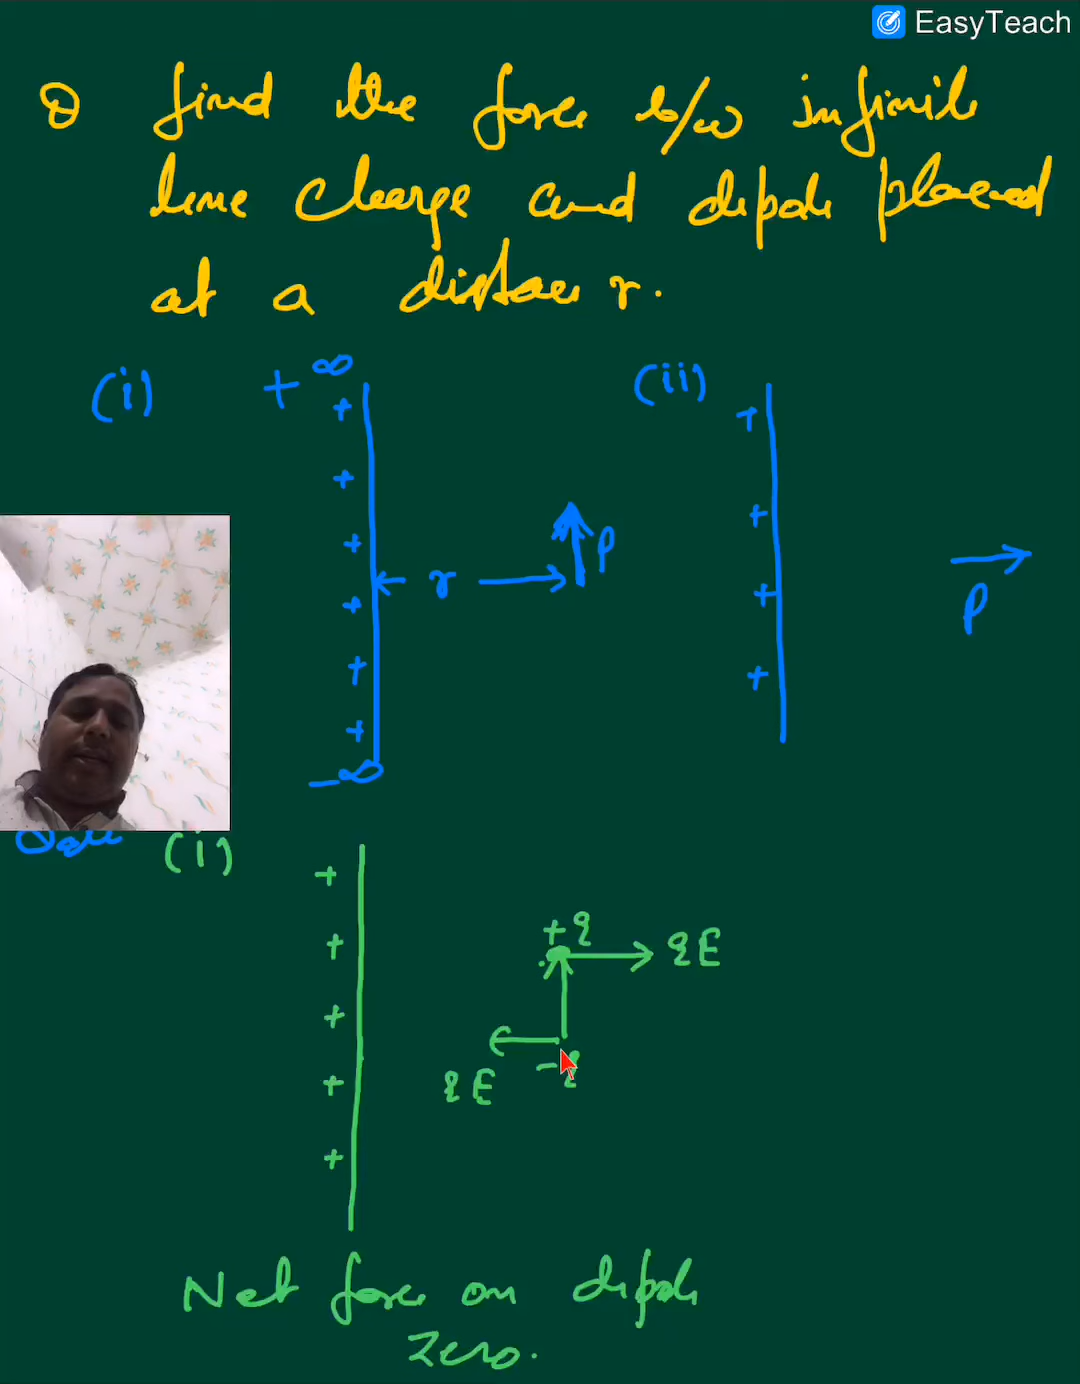 EasyTeach
Q find the force b/w infinite
line charge and dipole placed
at a distance r.
(i) + ∞ (ii)
+ +
+
+ +
r P
+ +
P
+ +
+
- ∞
(i)
+
+ +q qE
+
+ qE -q
+
Net force on dipole
zero.